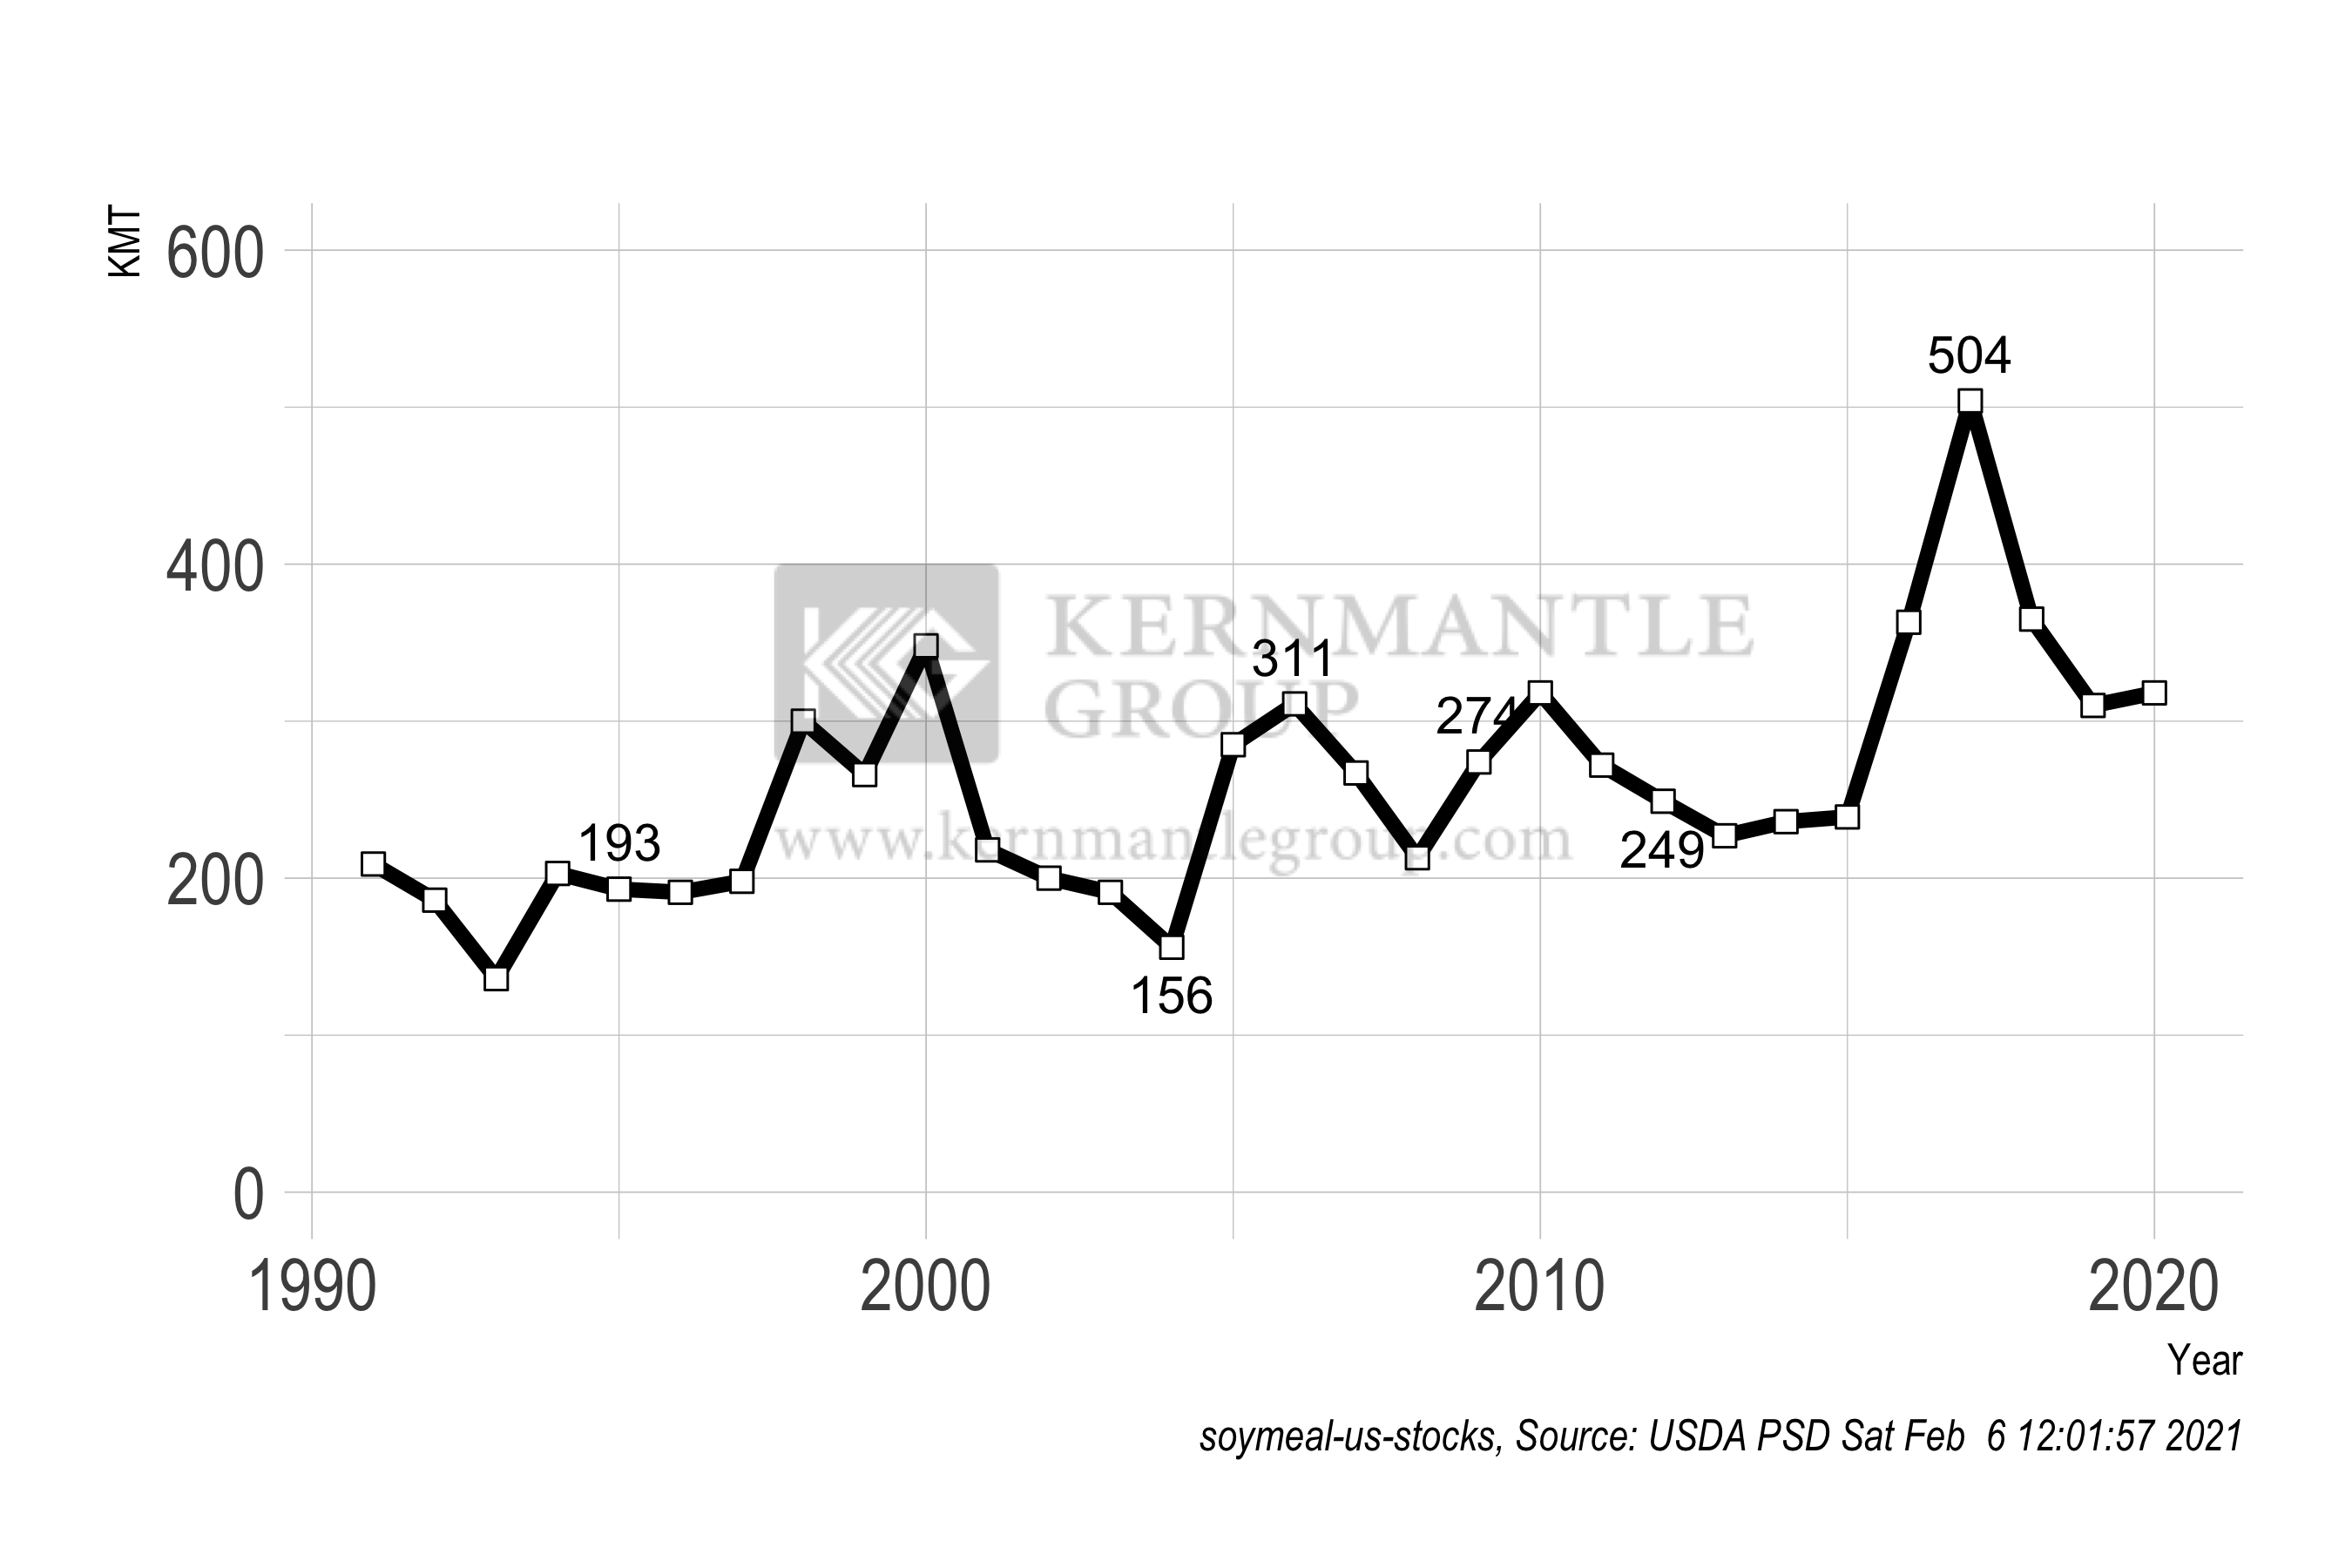 KMT
600
504
400
KERNMANTLE
GROUP
311
274
193
www.kernmantlegroup.com
249
200
156
0
1990 2000 2010 2020
Year
soymeal-us-stocks, Source: USDA PSD Sat Feb  6 12:01:57 2021